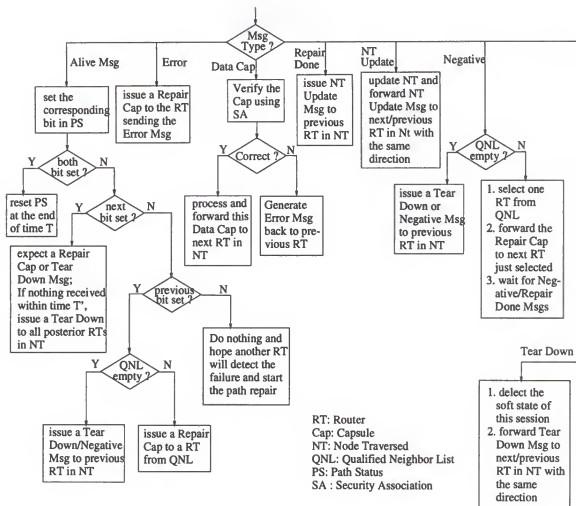 Msg
Type ?
Alive Msg
Error
Data Cap
Repair
Done
NT
Update
Negative
set the
corresponding
bit in PS
issue a Repair
Cap to the RT
sending the
Error Msg
Verify the
Cap using
SA
issue NT
Update
Msg to
previous
RT in NT
update NT and
forward NT
Update Msg to
next/previous
RT in Nt with
the same
direction
Y
both
bit set ?
N
Y
Correct ?
N
Y
QNL
empty ?
N
reset PS
at the end
of time T
Y
next
bit set ?
N
process and
forward this
Data Cap to
next RT in
NT
Generate
Error Msg
back to pre-
vious RT
issue a Tear
Down or
Negative Msg
to previous
RT in NT
1. select one
RT from
QNL
2. forward the
Repair Cap
to next RT
just selected
3. wait for Neg-
ative/Repair
Done Msgs
expect a Repair
Cap or Tear
Down Msg;
If nothing received
within time T',
issue a Tear Down
to all posterior RTs
in NT
Y
previous
bit set ?
N
Do nothing and
hope another RT
will detect the
failure and start
the path repair
Y
QNL
empty ?
N
issue a Tear
Down/Negative
Msg to previous
RT in NT
issue a Repair
Cap to a RT
from QNL
RT: Router
Cap: Capsule
NT: Node Traversed
QNL: Qualified Neighbor List
PS: Path Status
SA : Security Association
Tear Down
1. delect the
soft state of
this session
2. forward Tear
Down Msg to
next/previous
RT in NT with
the same
direction